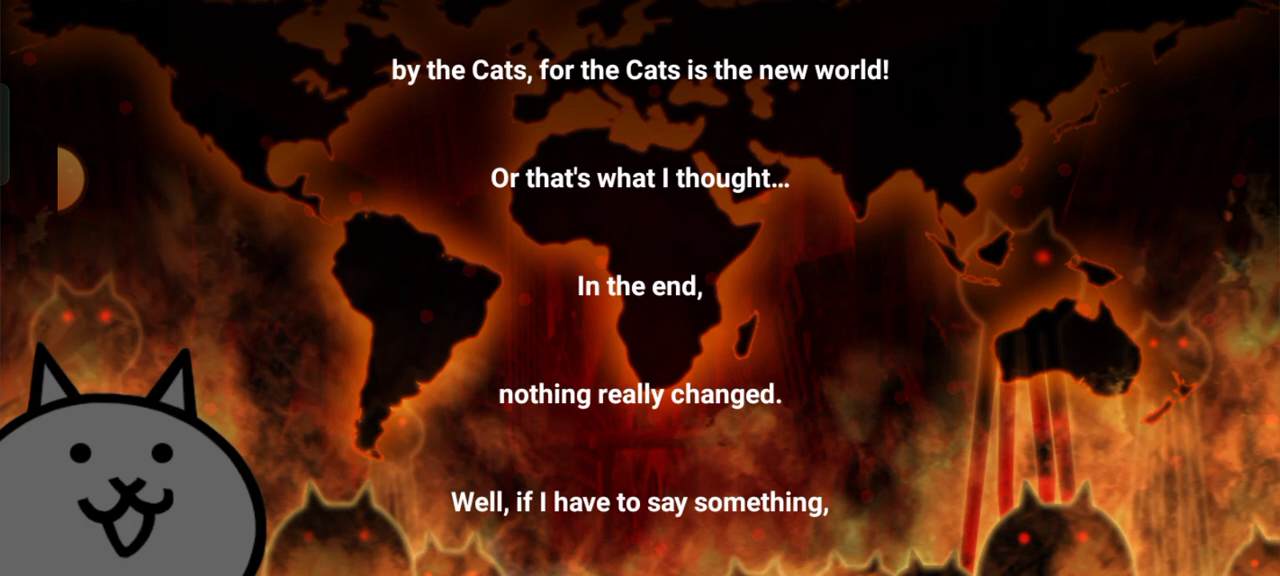 by the Cats, for the Cats is the new world!
Or that's what I thought...
In the end,
nothing really changed.
Well, if I have to say something,